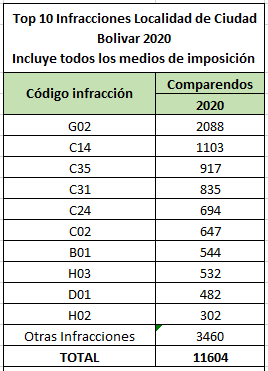 Top 10 Infracciones Localidad de Ciudad
Bolivar 2020
Incluye todos los medios de imposición
Código infracción Comparendos
2020
G02 2088
C14 1103
C35 917
C31 835
C24 694
C02 647
B01 544
H03 532
D01 482
H02 302
Otras Infracciones 3460
TOTAL 11604